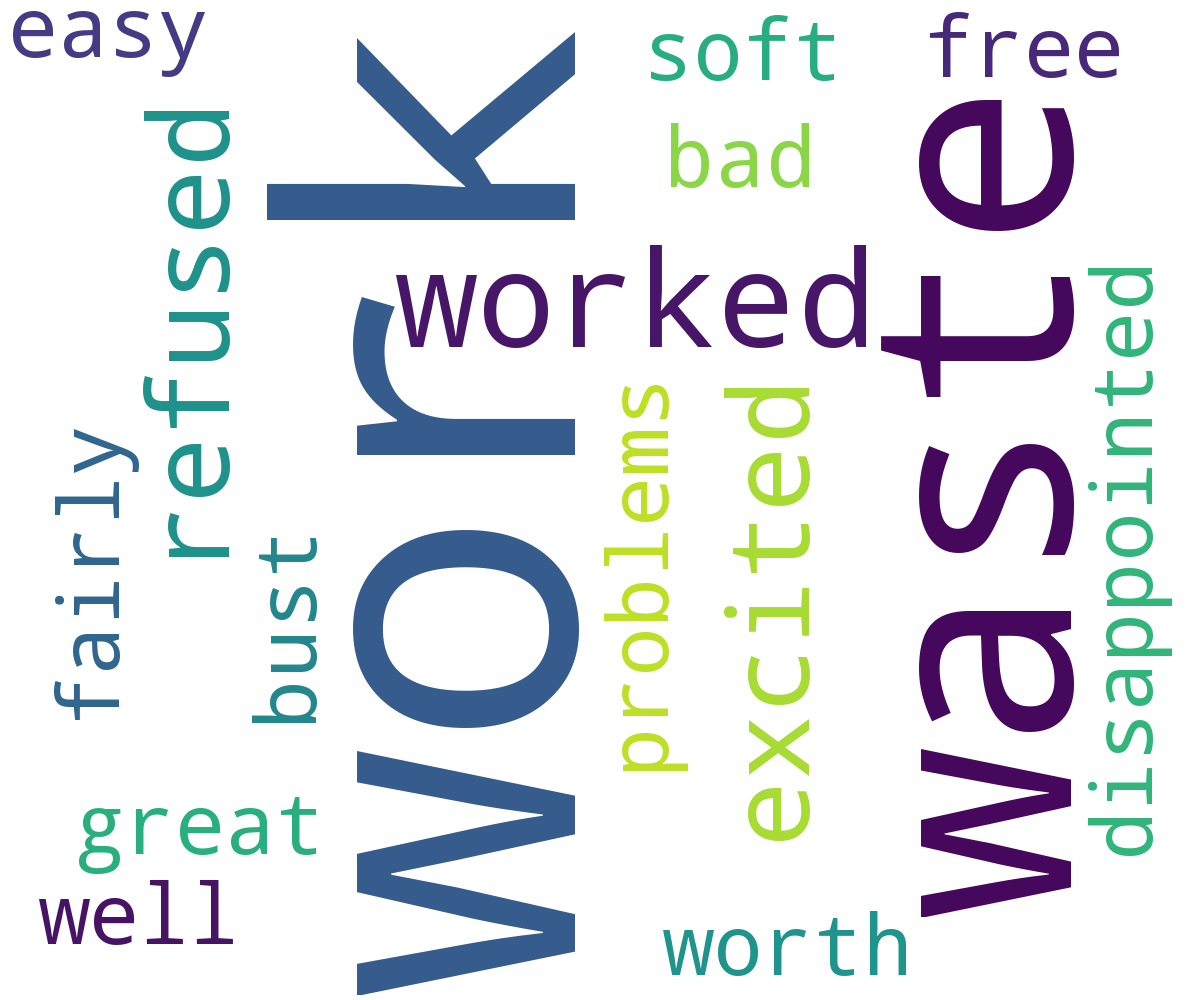 easy
soft
free
bad
refused
work
worked
waste
disappointed
fairly
bust
problems
excited
great
well
worth